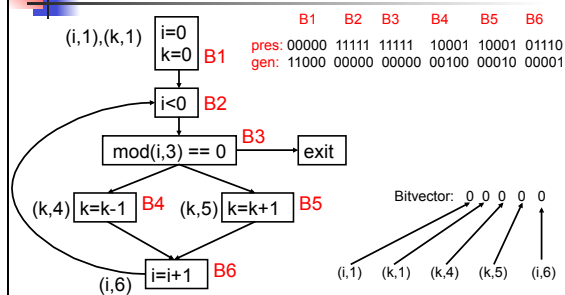 B1 B2 B3 B4 B5 B6
pres: 00000 11111 11111 10001 10001 01110
gen: 11000 00000 00000 00100 00010 00001
(i,1),(k,1)
i=0
k=0
B1
i<0
B2
B3
mod(i,3) == 0
exit
(k,4)
k=k-1
B4
(k,5)
k=k+1
B5
Bitvector: 0 0 0 0 0
(i,1) (k,1) (k,4) (k,5) (i,6)
i=i+1
B6
(i,6)